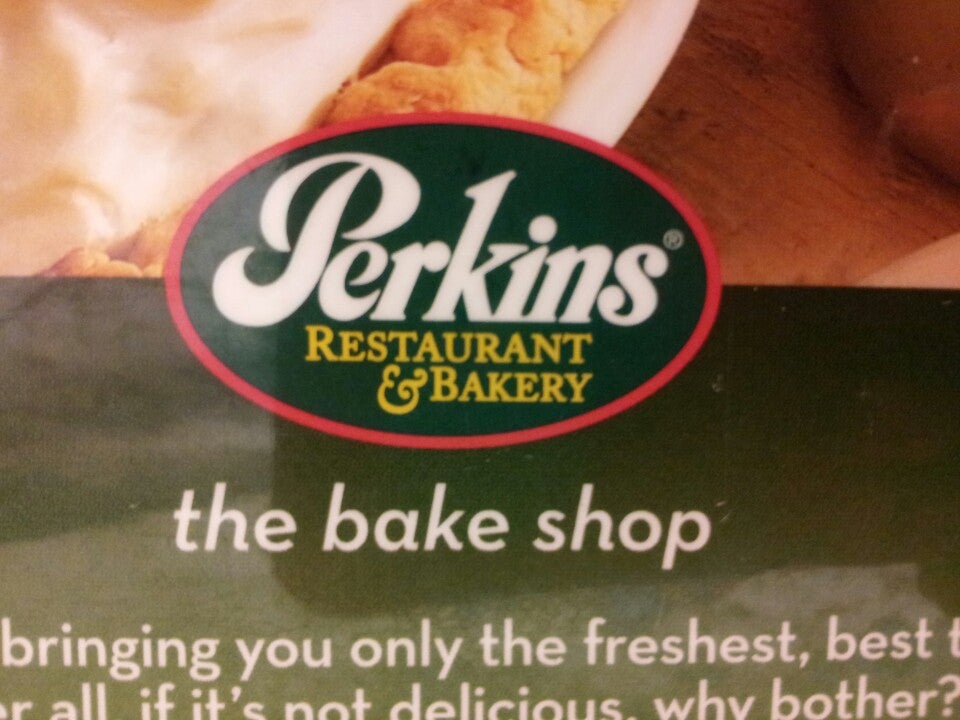 Perkins®
RESTAURANT
& BAKERY
the bake shop
bringing you only the freshest, best
all, if it's not delicious, why bother?